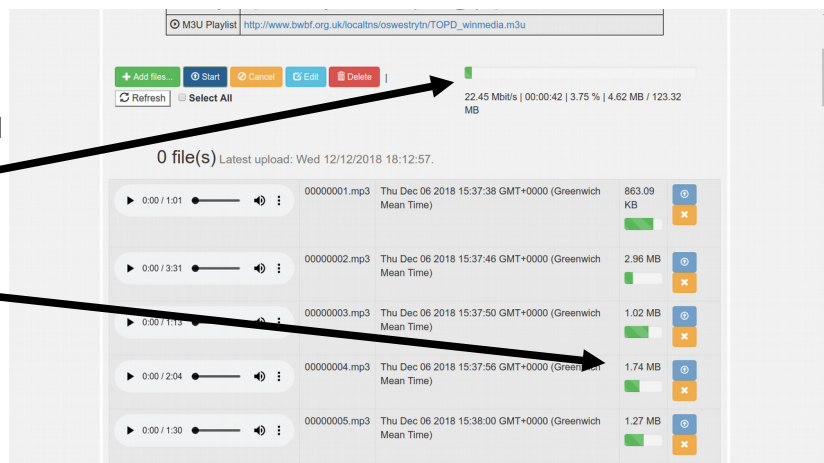 M3U Playlist http://www.bwbf.org.uk/localtns/oswestrytn/TOPD_winmedia.m3u
Add files... Start Cancel Edit Delete |
Refresh Select All
22.45 Mbit/s | 00:00:42 | 3.75 % | 4.62 MB / 123.32
MB
0 file(s) Latest upload: Wed 12/12/2018 18:12:57.
0:00 / 1:01 00000001.mp3 Thu Dec 06 2018 15:37:38 GMT+0000 (Greenwich 863.09
Mean Time) KB
0:00 / 3:31 00000002.mp3 Thu Dec 06 2018 15:37:46 GMT+0000 (Greenwich 2.96 MB
Mean Time)
0:00 / 1:13 00000003.mp3 Thu Dec 06 2018 15:37:50 GMT+0000 (Greenwich 1.02 MB
Mean Time)
0:00 / 2:04 00000004.mp3 Thu Dec 06 2018 15:37:56 GMT+0000 (Greenwich 1.74 MB
Mean Time)
0:00 / 1:30 00000005.mp3 Thu Dec 06 2018 15:38:00 GMT+0000 (Greenwich 1.27 MB
Mean Time)